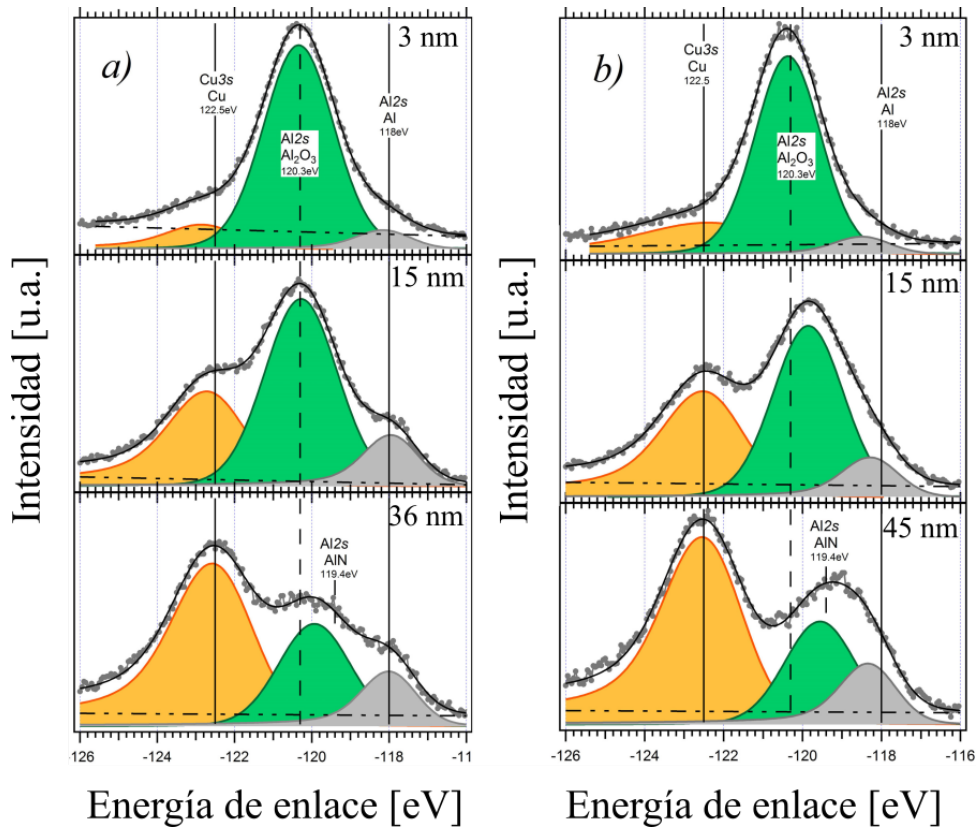 a)
3 nm
Cu3s
Cu
122.5eV
Al2s
Al
118eV
Al2s
Al₂O₃
120.3eV
15 nm
36 nm
Al2s
AlN
119.4eV
Intensidad [u.a.]
-126 -124 -122 -120 -118 -11
Energía de enlace [eV]
b)
3 nm
Cu3s
Cu
122.5
Al2s
Al
118eV
Al2s
Al₂O₃
120.3eV
15 nm
45 nm
Al2s
AlN
119.4eV
Intensidad [u.a.]
-126 -124 -122 -120 -118 -116
Energía de enlace [eV]